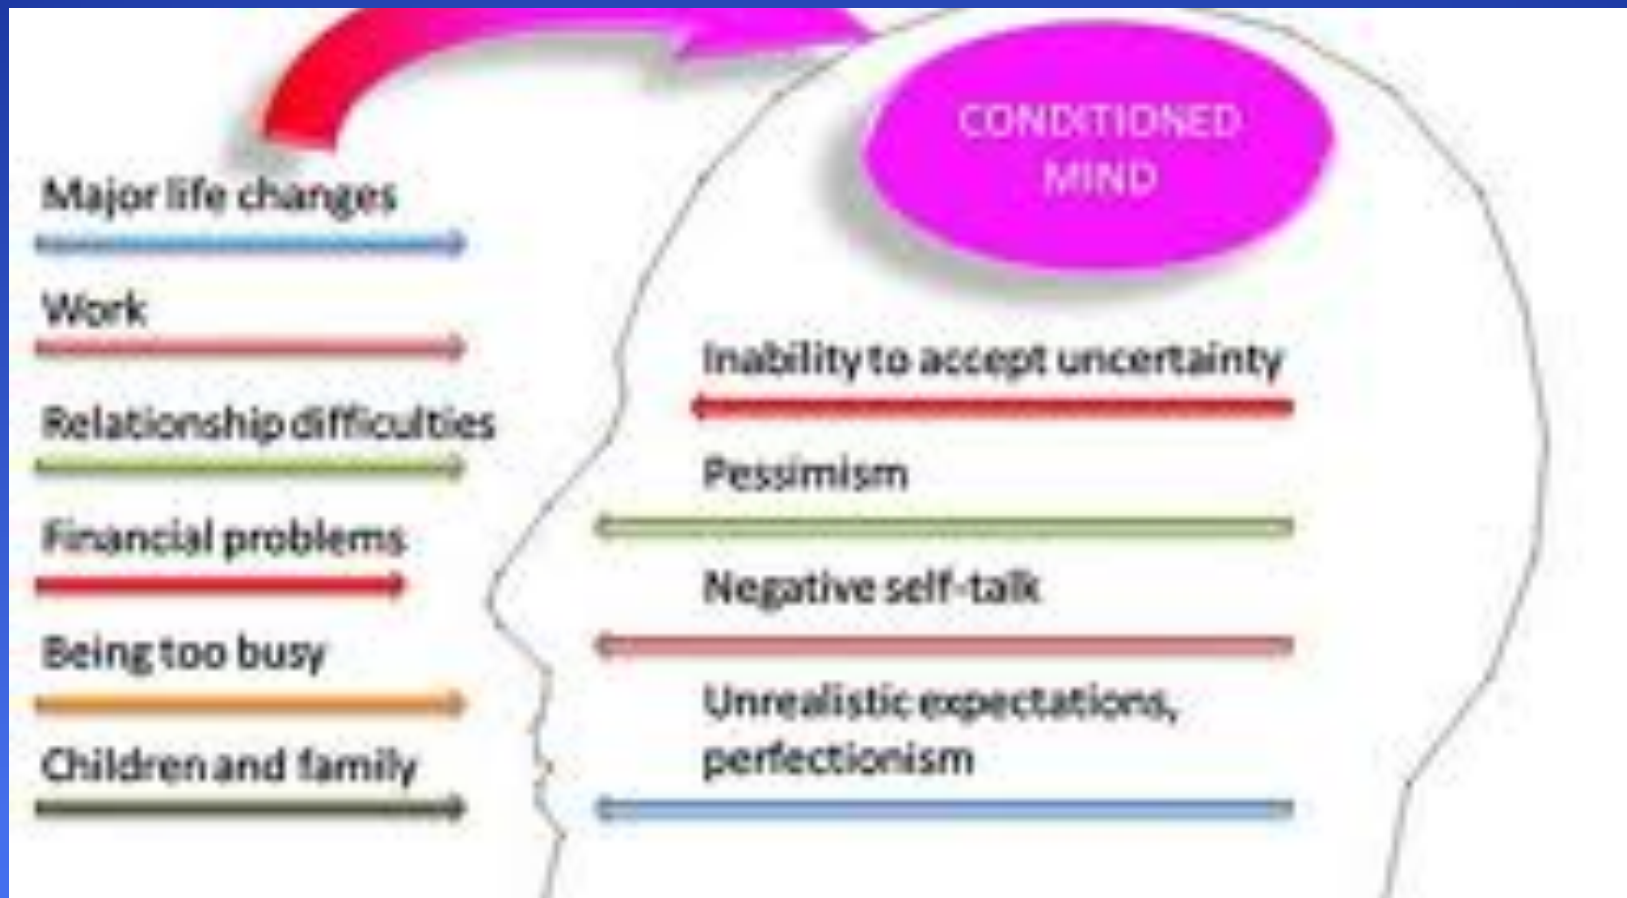 CONDITIONED
MIND
Major life changes
Work
Relationship difficulties
Financial problems
Being too busy
Children and family
Inability to accept uncertainty
Pessimism
Negative self-talk
Unrealistic expectations,
perfectionism